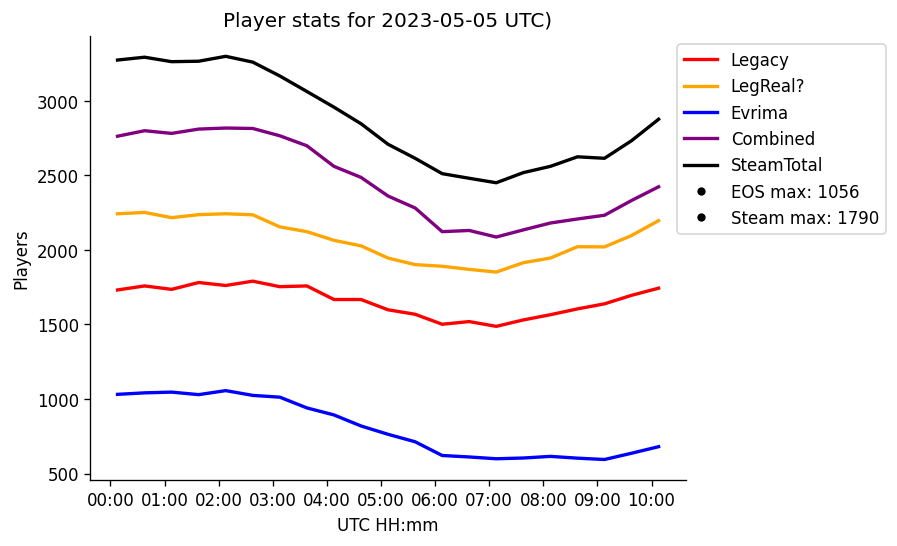 Player stats for 2023-05-05 UTC)
Legacy
LegReal?
Evrima
Combined
SteamTotal
EOS max: 1056
Steam max: 1790
Players
3000
2500
2000
1500
1000
500
00:00 01:00 02:00 03:00 04:00 05:00 06:00 07:00 08:00 09:00 10:00
UTC HH:mm